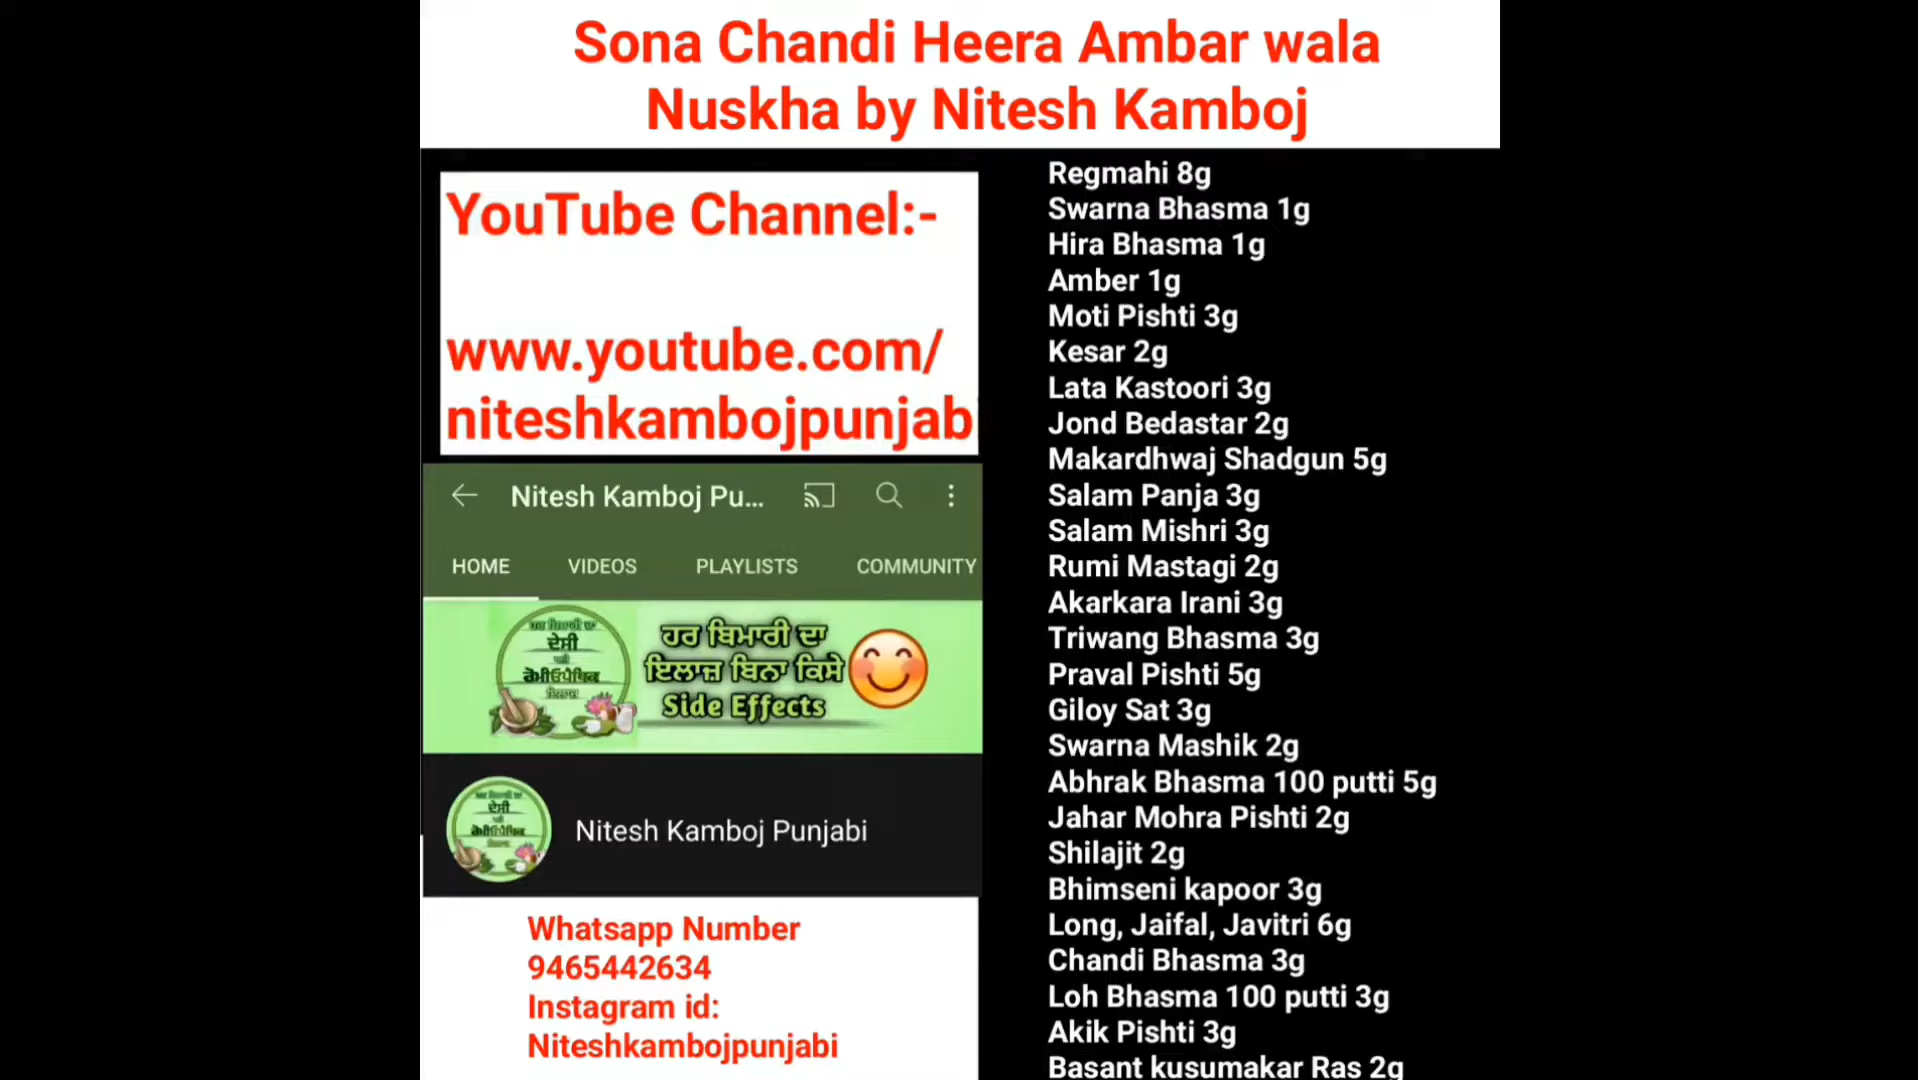 Sona Chandi Heera Ambar wala
Nuskha by Nitesh Kamboj
YouTube Channel:-
www.youtube.com/
niteshkambojpunjab
Nitesh Kamboj Pu...
HOME VIDEOS PLAYLISTS COMMUNITY
ਹਰ ਬਿਮਾਰੀ ਦਾ
ਦੇਸੀ
ਅਤੇ
ਹੋਮੀਓਪੈਥਿਕ
ਇਲਾਜ
ਹਰ ਬਿਮਾਰੀ ਦਾ
ਇਲਾਜ਼ ਬਿਨਾ ਕਿਸੇ
Side Effects
ਦੇਸੀ
Nitesh Kamboj Punjabi
Whatsapp Number
9465442634
Instagram id:
Niteshkambojpunjabi
Regmahi 8g
Swarna Bhasma 1g
Hira Bhasma 1g
Amber 1g
Moti Pishti 3g
Kesar 2g
Lata Kastoori 3g
Jond Bedastar 2g
Makardhwaj Shadgun 5g
Salam Panja 3g
Salam Mishri 3g
Rumi Mastagi 2g
Akarkara Irani 3g
Triwang Bhasma 3g
Praval Pishti 5g
Giloy Sat 3g
Swarna Mashik 2g
Abhrak Bhasma 100 putti 5g
Jahar Mohra Pishti 2g
Shilajit 2g
Bhimseni kapoor 3g
Long, Jaifal, Javitri 6g
Chandi Bhasma 3g
Loh Bhasma 100 putti 3g
Akik Pishti 3g
Basant kusumakar Ras 2g